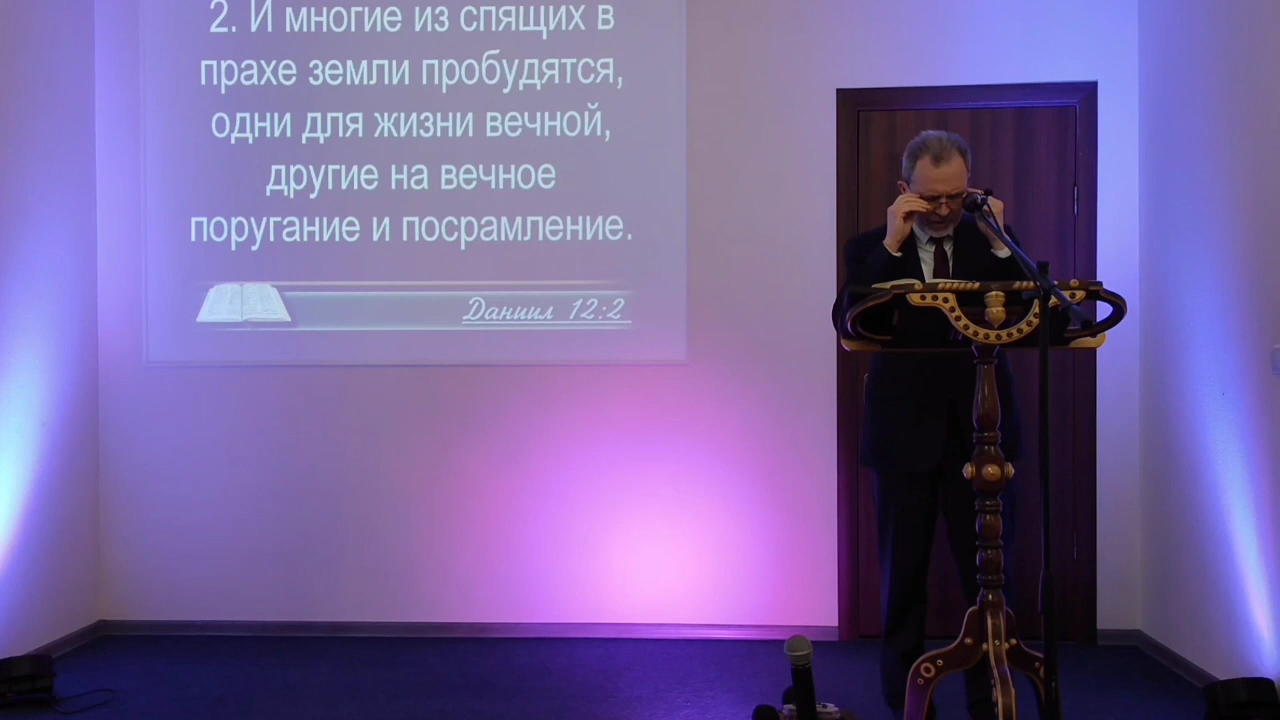 2. И многие из спящих в
прахе земли пробудятся,
одни для жизни вечной,
другие на вечное
поругание и посрамление.
Даниил 12:2